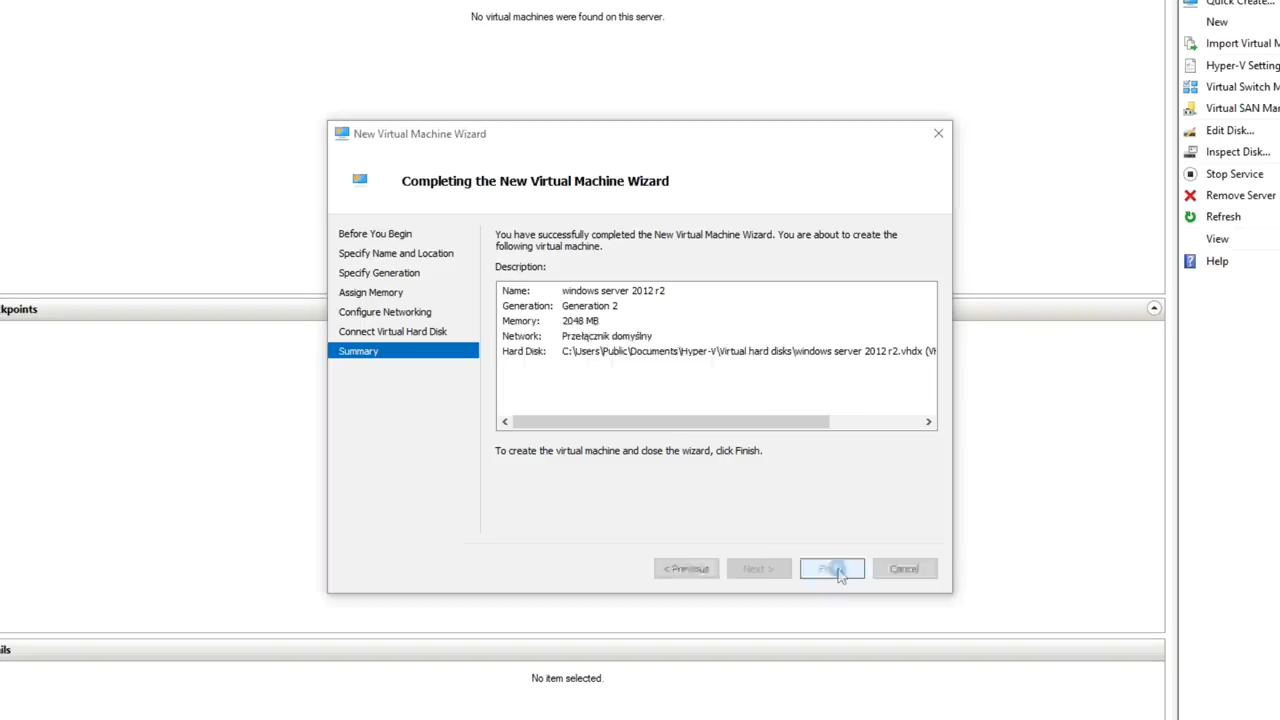 No virtual machines were found on this server.
Quick Create...
New
Import Virtual M
Hyper-V Setting
Virtual Switch M
Virtual SAN Man
Edit Disk...
Inspect Disk...
Stop Service
Remove Server
Refresh
View
Help
New Virtual Machine Wizard
Completing the New Virtual Machine Wizard
Before You Begin
Specify Name and Location
Specify Generation
Assign Memory
Configure Networking
Connect Virtual Hard Disk
Summary
You have successfully completed the New Virtual Machine Wizard. You are about to create the
following virtual machine.
Description:
Name: windows server 2012 r2
Generation: Generation 2
Memory: 2048 MB
Network: Przełącznik domyślny
Hard Disk: C:\Users\Public\Documents\Hyper-V\Virtual hard disks\windows server 2012 r2.vhdx (VH
To create the virtual machine and close the wizard, click Finish.
< Previous
Next >
Cancel
kpoints
ils
No item selected.